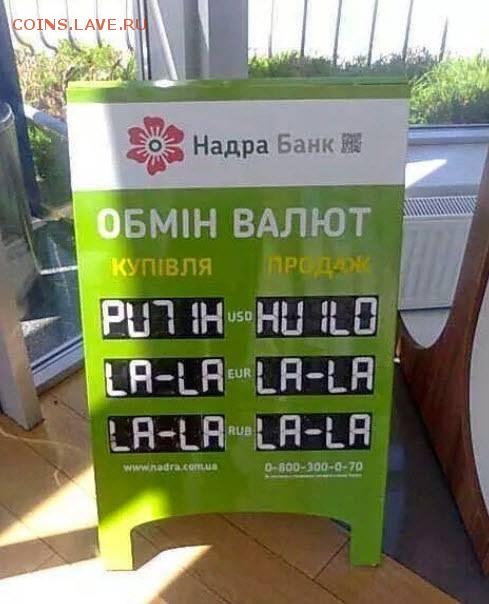 COINS.LAVE.RU
Надра Банк
ОБМІН ВАЛЮТ
КУПІВЛЯ ПРОДАЖ
PU7IH USD HUILO
LA-LA EUR LA-LA
LA-LA RUB LA-LA
www.nadra.com.ua 0-800-300-0-70